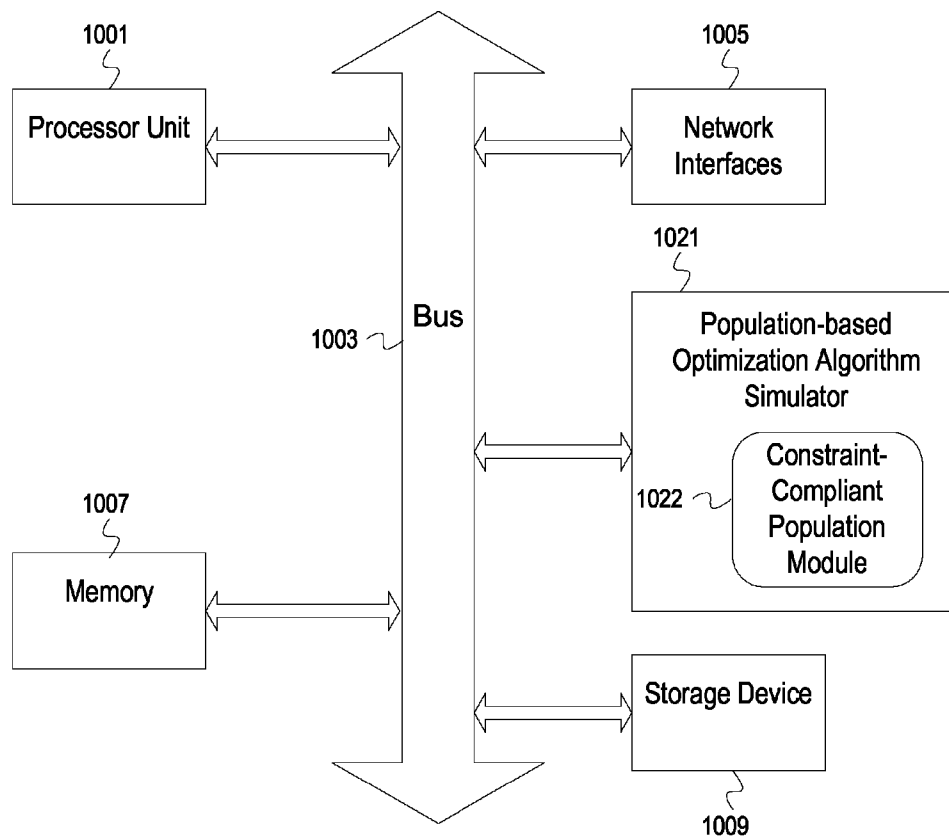 1001
Processor Unit
1005
Network
Interfaces
1021
Bus
1003
Population-based
Optimization Algorithm
Simulator
Constraint-
Compliant
Population
Module
1022
1007
Memory
Storage Device
1009